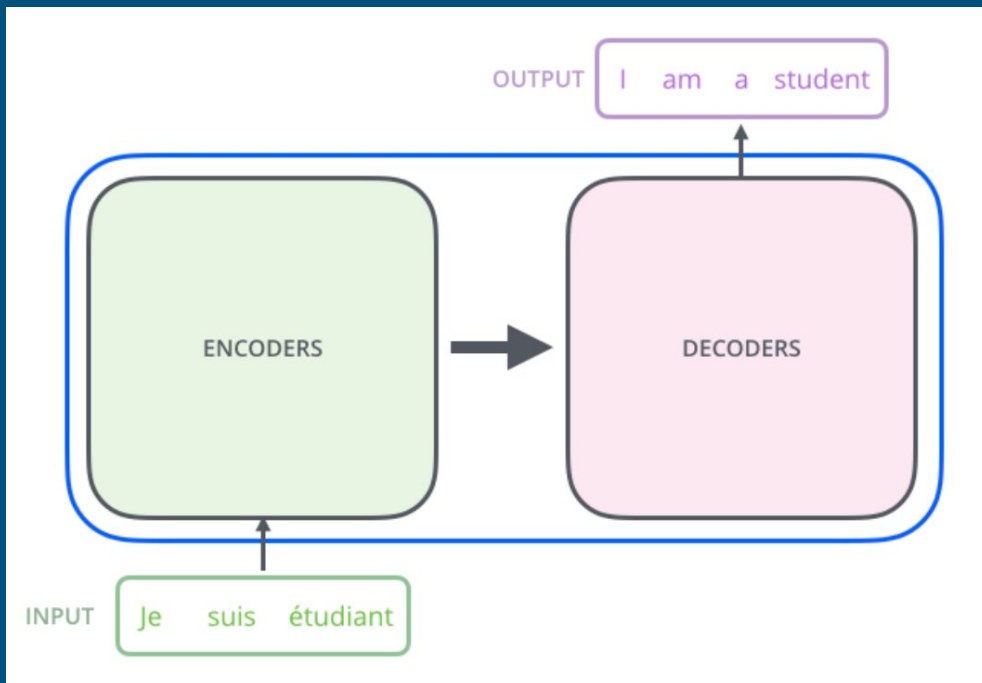 OUTPUT I am a student
ENCODERS DECODERS
INPUT Je suis étudiant